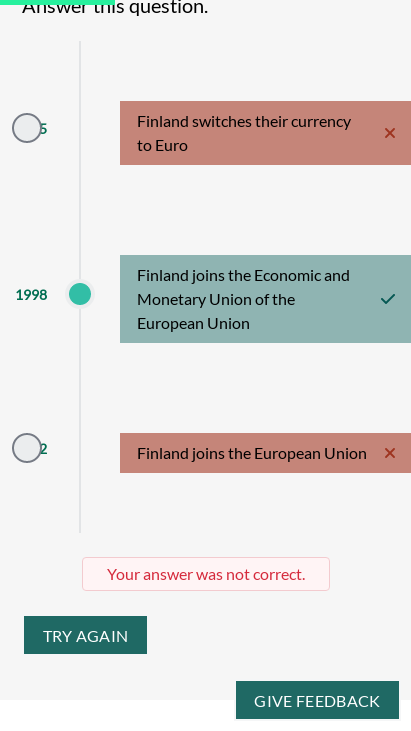 Answer this question.
5
Finland switches their currency
to Euro
1998
Finland joins the Economic and
Monetary Union of the
European Union
2
Finland joins the European Union
Your answer was not correct.
TRY AGAIN
GIVE FEEDBACK